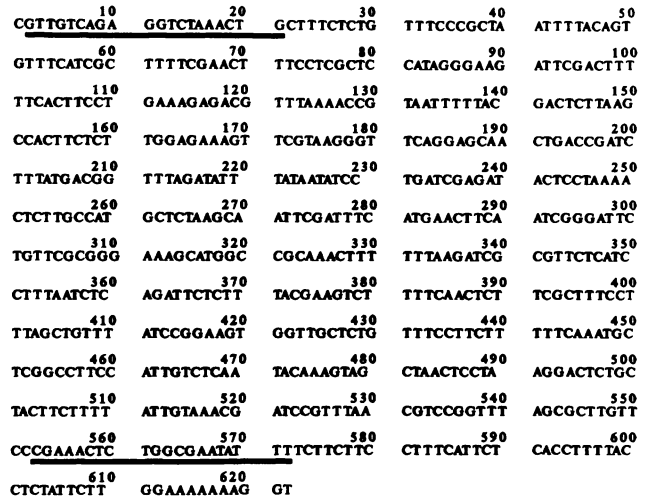 10 20 30 40 50
CGTTGTCAGA GGTCTAAACT GCTTTCTCTG TTTCCCGCTA ATTTTACAGT
60 70 80 90 100
GTTTCATCGC TTTTCGAACT TTCCTCGCTC CATAGGGAAG ATTCGACTTT
110 120 130 140 150
TTCACTTCCT GAAAGAGACG TTTAAAACCG TAATTTTTAC GACTCTTAAG
160 170 180 190 200
CCACTTCTCT TGGAGAAAGT TCGTAAGGGT TCAGGAGCAA CTGACCGATC
210 220 230 240 250
TTTATGACGG TTTAGATATT TATAATATCC TGATCGAGAT ACTCCTAAAA
260 270 280 290 300
CTCTTGCCAT GCTCTAAGCA ATTCGATTTC ATGAACTTCA ATCGGGATTC
310 320 330 340 350
TGTTCGCGGG AAAGCATGGC CGCAAACTTT TTTAAGATCG CGTTCTCATC
360 370 380 390 400
CTTTAATCTC AGATTCTCTT TACGAAGTCT TTTCAACTCT TCGCTTTCCT
410 420 430 440 450
TTAGCTGTTT ATCCGGAAGT GGTTGCTCTG TTTCCTTCTT TTTCAAATGC
460 470 480 490 500
TCGGCCTTCC ATTGTCTCAA TACAAAGTAG CTAACTCCTA AGGACTCTGC
510 520 530 540 550
TACTTCTTTT ATTGTAAACG ATCCGTTTAA CGTCCGGTTT AGCGCTTGTT
560 570 580 590 600
CCCGAAACTC TGGCGAATAT TTTCTTCTTC CTTTCATTCT CACCTTTTAC
610 620
CTCTATTCTT GGAAAAAAAG GT